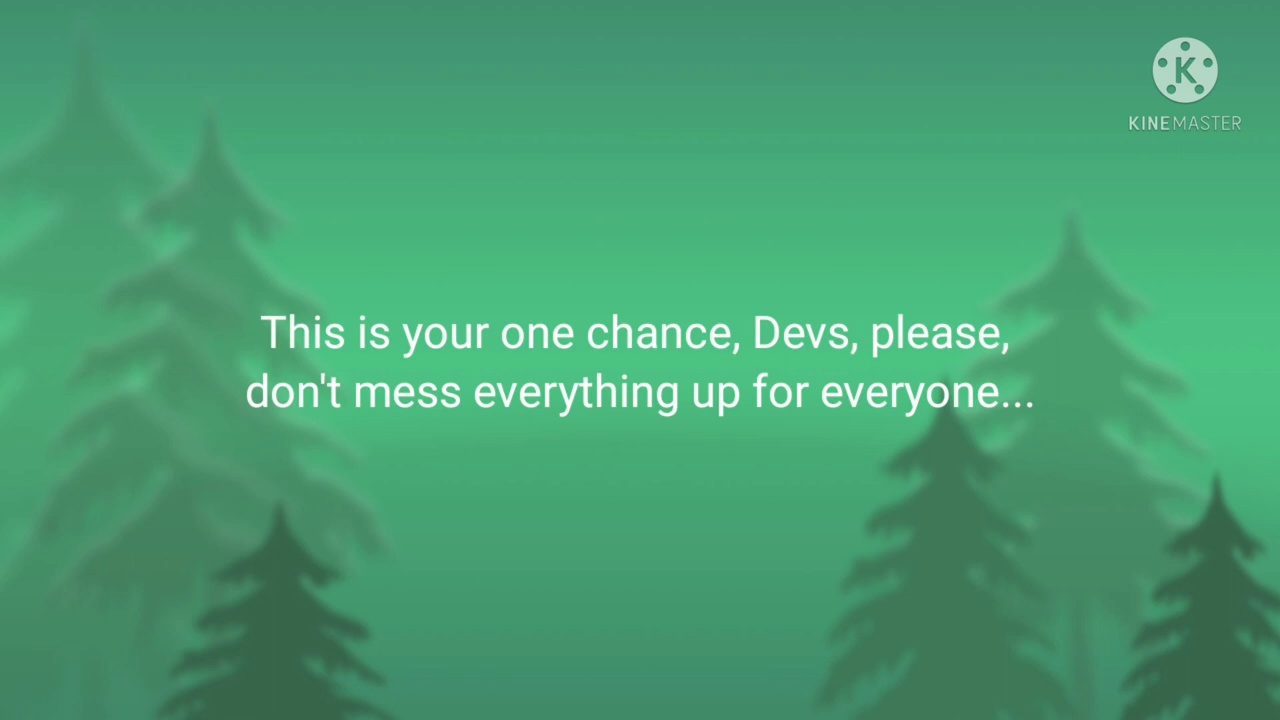 K
KINEMASTER
This is your one chance, Devs, please,
don't mess everything up for everyone...